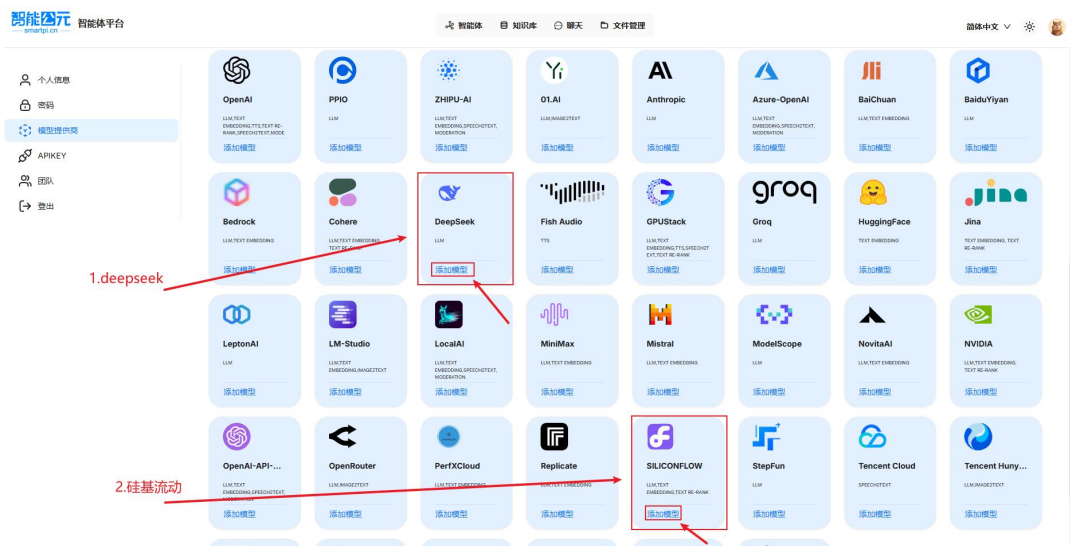 智能公元
smartpi.cn
智能体平台
智能体 知识库 聊天 文件管理
简体中文
个人信息
密码
模型提供商
APIKEY
团队
登出
OpenAI
LLM,TEXT
EMBEDDING,TTS,TEXT RE-
RANK,SPEECH2TEXT,MODE
添加模型
PPIO
LLM
添加模型
ZHIPU-AI
LLM,TEXT
EMBEDDING,SPEECH2TEXT,
MODERATION
添加模型
Yi
01.AI
LLM,IMAGE2TEXT
添加模型
AI
Anthropic
LLM
添加模型
Azure-OpenAI
LLM,TEXT
EMBEDDING,SPEECH2TEXT,
MODERATION
添加模型
BaiChuan
LLM,TEXT EMBEDDING
添加模型
BaiduYiyan
LLM
添加模型
Bedrock
LLM,TEXT EMBEDDING
添加模型
Cohere
LLM,TEXT EMBEDDING,
TEXT RE-RANK
添加模型
DeepSeek
LLM
添加模型
Fish Audio
TTS
添加模型
GPUStack
LLM,TEXT
EMBEDDING,TTS,SPEECH2T
EXT,TEXT RE-RANK
添加模型
groq
Groq
LLM
添加模型
HuggingFace
TEXT EMBEDDING
添加模型
Jina
Jina
TEXT EMBEDDING, TEXT
RE-RANK
添加模型
1.deepseek
LeptonAI
LLM
添加模型
LM-Studio
LLM,TEXT
EMBEDDING,IMAGE2TEXT
添加模型
LocalAI
LLM,TEXT
EMBEDDING,SPEECH2TEXT,
MODERATION
添加模型
MiniMax
LLM,TEXT EMBEDDING
添加模型
Mistral
LLM,TEXT EMBEDDING
添加模型
ModelScope
LLM
添加模型
NovitaAI
LLM,TEXT EMBEDDING
添加模型
NVIDIA
LLM,TEXT EMBEDDING,
TEXT RE-RANK
添加模型
OpenAI-API-...
LLM,TEXT
EMBEDDING,SPEECH2TEXT,
添加模型
OpenRouter
LLM,IMAGE2TEXT
添加模型
PerfXCloud
LLM,TEXT EMBEDDING
添加模型
Replicate
LLM,TEXT EMBEDDING
添加模型
SILICONFLOW
LLM,TEXT
EMBEDDING,TEXT RE-RANK
添加模型
StepFun
LLM
添加模型
Tencent Cloud
SPEECH2TEXT
添加模型
Tencent Huny...
LLM,IMAGE2TEXT
添加模型
2.硅基流动